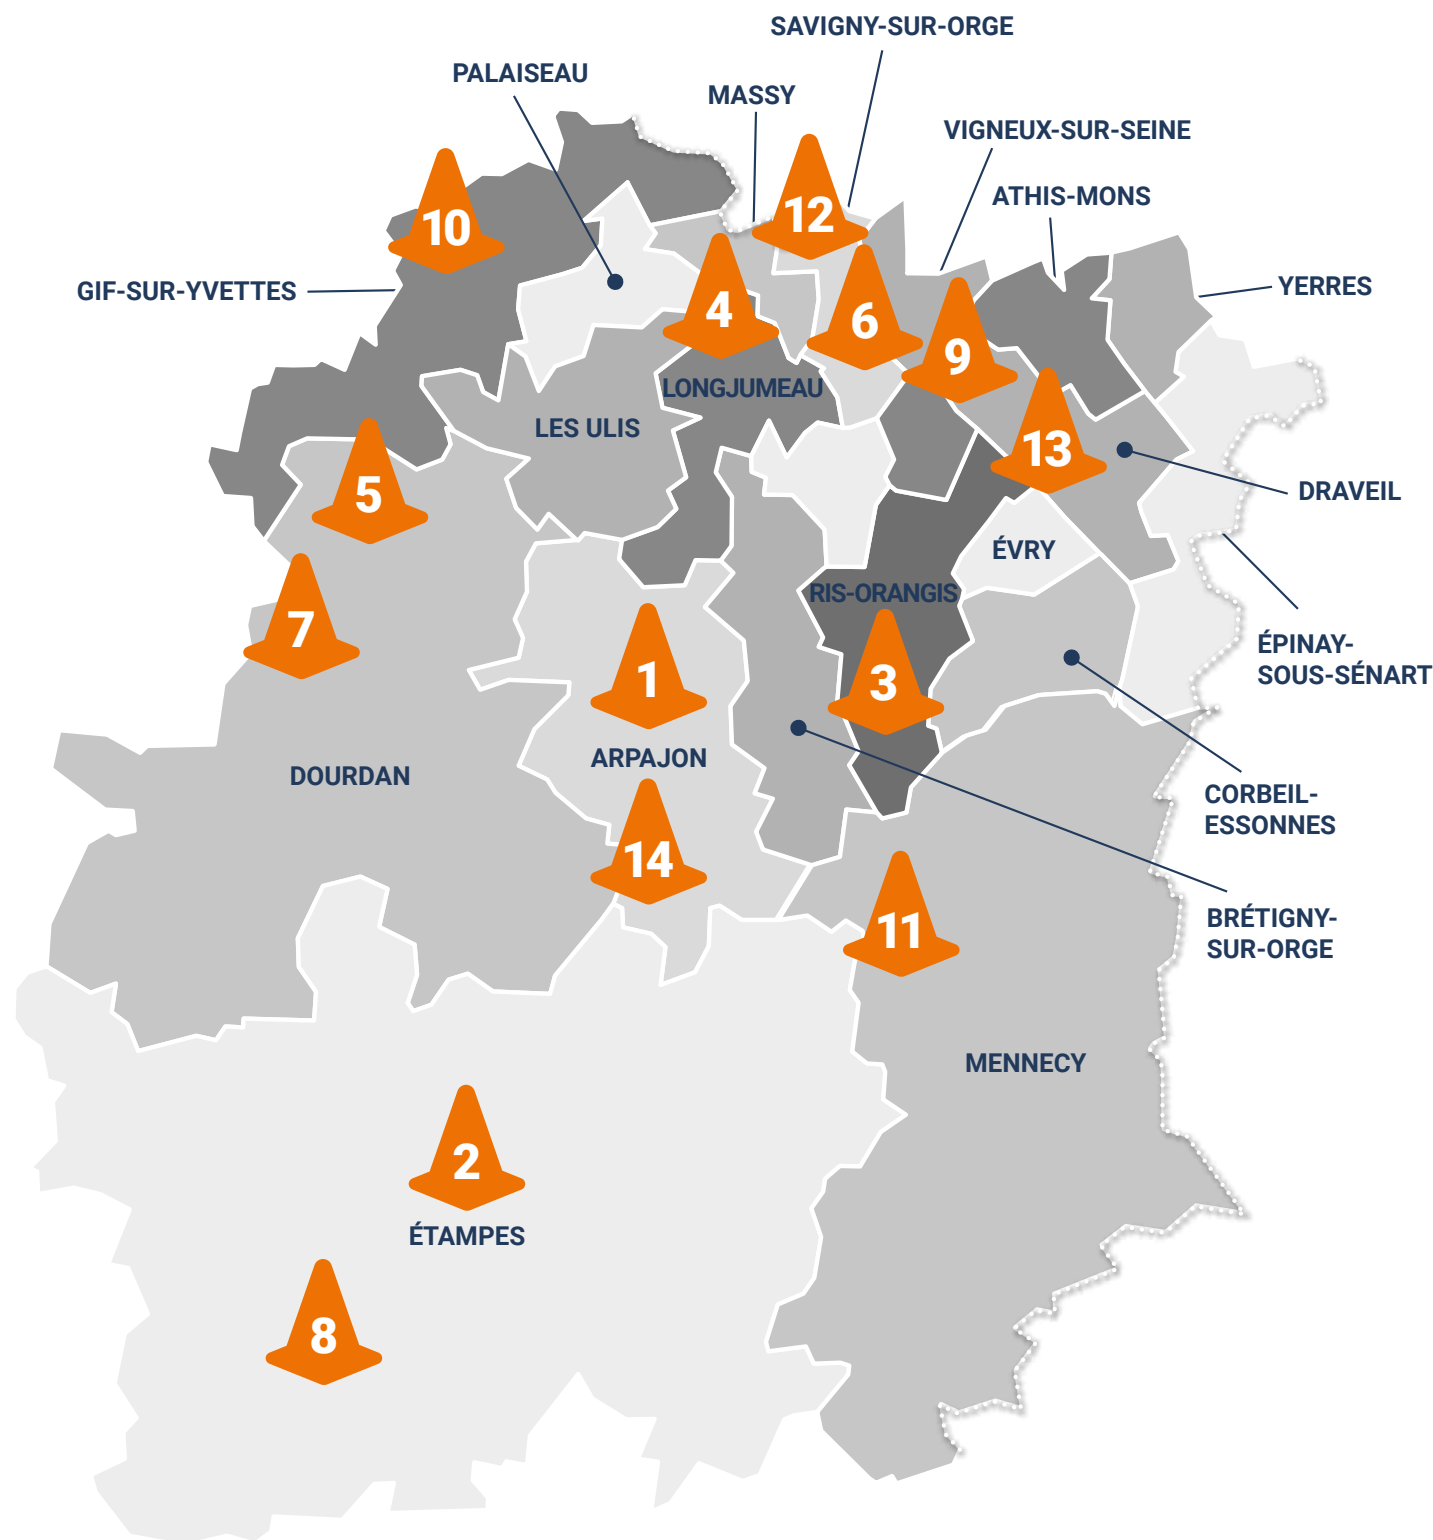 SAVIGNY-SUR-ORGE
PALAISEAU
MASSY
VIGNEUX-SUR-SEINE
ATHIS-MONS
12
10
YERRES
GIF-SUR-YVETTES
4
6
9
LONGJUMEAU
LES ULIS
13
5
DRAVEIL
ÉVRY
RIS-ORANGIS
7
ÉPINAY-
SOUS-SÉNART
1
3
ARPAJON
DOURDAN
CORBEIL-
ESSONNES
14
11
BRÉTIGNY-
SUR-ORGE
MENNECY
2
ÉTAMPES
8